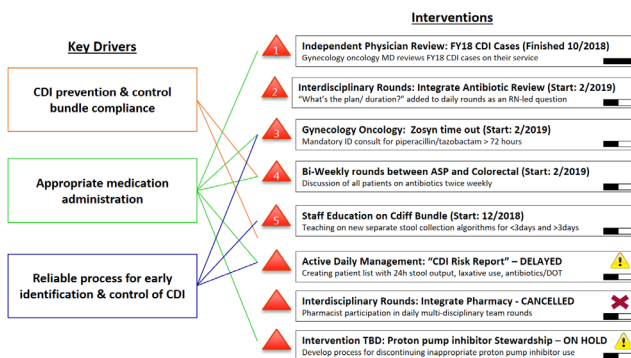 Interventions
Key Drivers
CDI prevention & control
bundle compliance
Appropriate medication
administration
Reliable process for early
identification & control of CDI
1
Independent Physician Review: FY18 CDI Cases (Finished 10/2018)
Gynecology oncology MD reviews FY18 CDI cases on their service
2
Interdisciplinary Rounds: Integrate Antibiotic Review (Start: 2/2019)
"What's the plan/ duration?" added to daily rounds as an RN-led question
3
Gynecology Oncology: Zosyn time out (Start: 2/2019)
Mandatory ID consult for piperacillin/tazobactam > 72 hours
4
Bi-Weekly rounds between ASP and Colorectal (Start: 2/2019)
Discussion of all patients on antibiotics twice weekly
5
Staff Education on Cdiff Bundle (Start: 12/2018)
Teaching on new separate stool collection algorithms for <3days and >3days
Active Daily Management: "CDI Risk Report" – DELAYED
Creating patient list with 24h stool output, laxative use, antibiotics/DOT
Interdisciplinary Rounds: Integrate Pharmacy - CANCELLED
Pharmacist participation in daily multi-disciplinary team rounds
Intervention TBD: Proton pump inhibitor Stewardship – ON HOLD
Develop process for discontinuing inappropriate proton pump inhibitor use